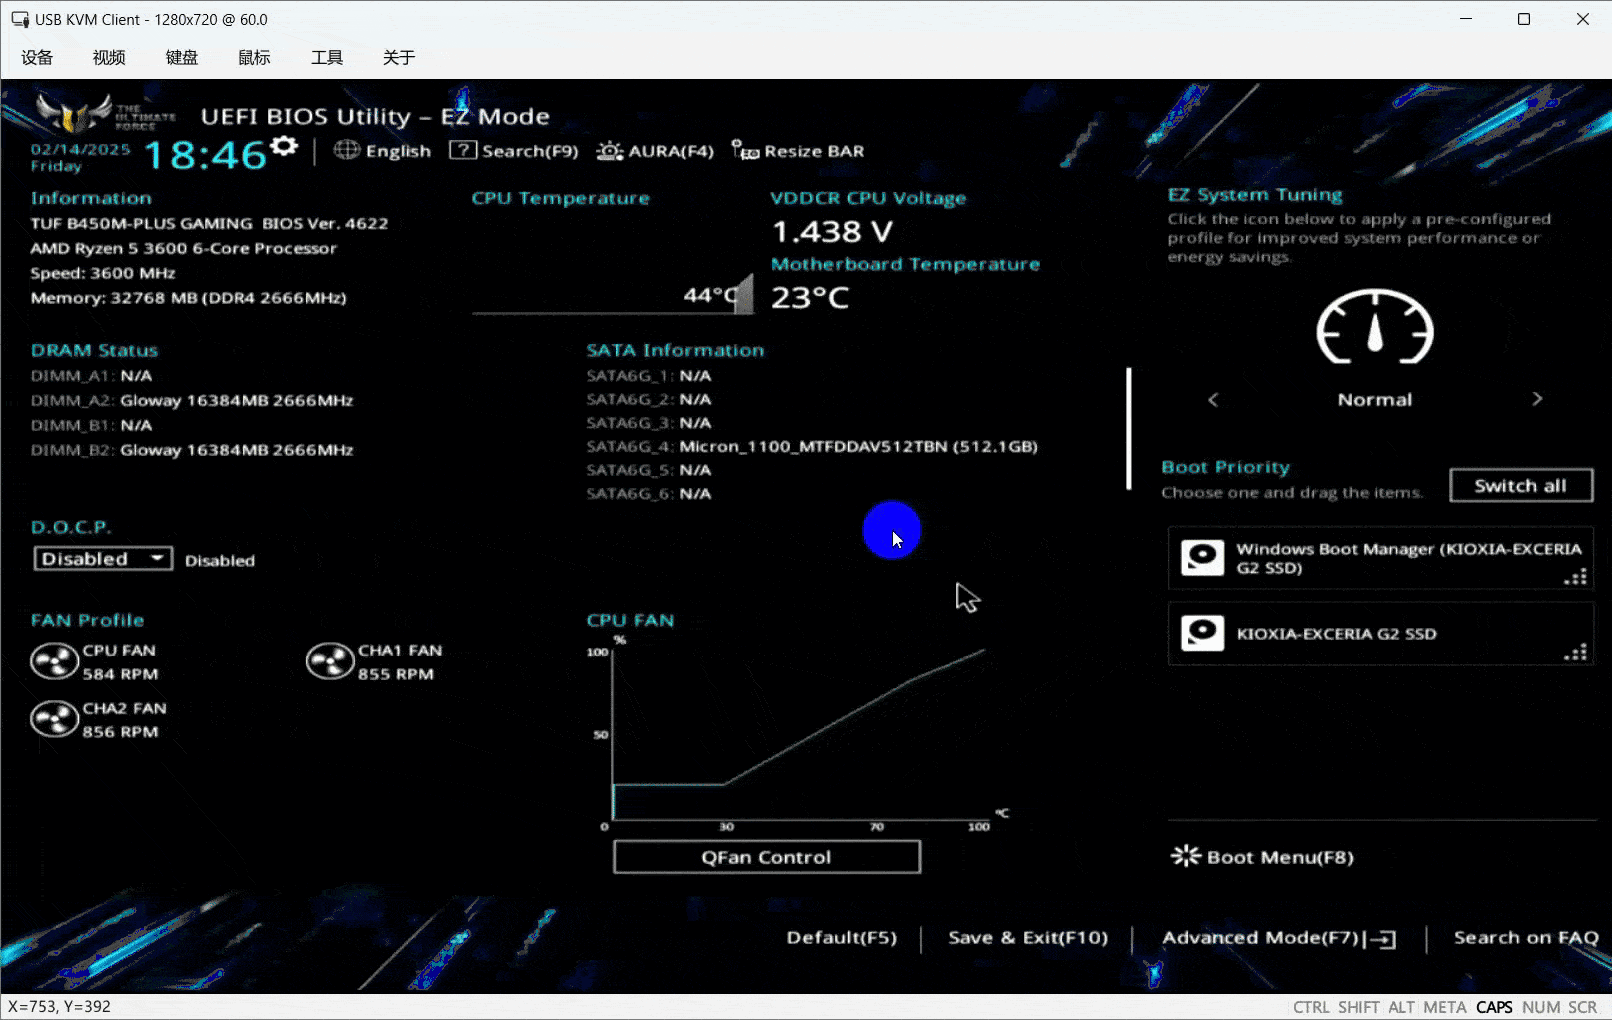 USB KVM Client - 1280x720 @ 60.0
设备 视频 键盘 鼠标 工具 关于
THE ULTIMATE FORCE
UEFI BIOS Utility – EZ Mode
02/14/2025
Friday
18:46
English
Search(F9)
AURA(F4)
Resize BAR
Information
TUF B450M-PLUS GAMING BIOS Ver. 4622
AMD Ryzen 5 3600 6-Core Processor
Speed: 3600 MHz
Memory: 32768 MB (DDR4 2666MHz)
CPU Temperature
44°C
VDDCR CPU Voltage
1.438 V
Motherboard Temperature
23°C
EZ System Tuning
Click the icon below to apply a pre-configured
profile for improved system performance or
energy savings.
Normal
DRAM Status
DIMM_A1: N/A
DIMM_A2: Gloway 16384MB 2666MHz
DIMM_B1: N/A
DIMM_B2: Gloway 16384MB 2666MHz
SATA Information
SATA6G_1: N/A
SATA6G_2: N/A
SATA6G_3: N/A
SATA6G_4: Micron_1100_MTFDDAV512TBN (512.1GB)
SATA6G_5: N/A
SATA6G_6: N/A
Boot Priority
Choose one and drag the items.
Switch all
Windows Boot Manager (KIOXIA-EXCERIA
G2 SSD)
KIOXIA-EXCERIA G2 SSD
D.O.C.P.
Disabled
Disabled
FAN Profile
CPU FAN
584 RPM
CHA1 FAN
855 RPM
CHA2 FAN
856 RPM
CPU FAN
%
100
50
0 30 70 100
°C
QFan Control
Boot Menu(F8)
Default(F5)
Save & Exit(F10)
Advanced Mode(F7)
Search on FAQ
X=753, Y=392
CTRL SHIFT ALT META CAPS NUM SCR